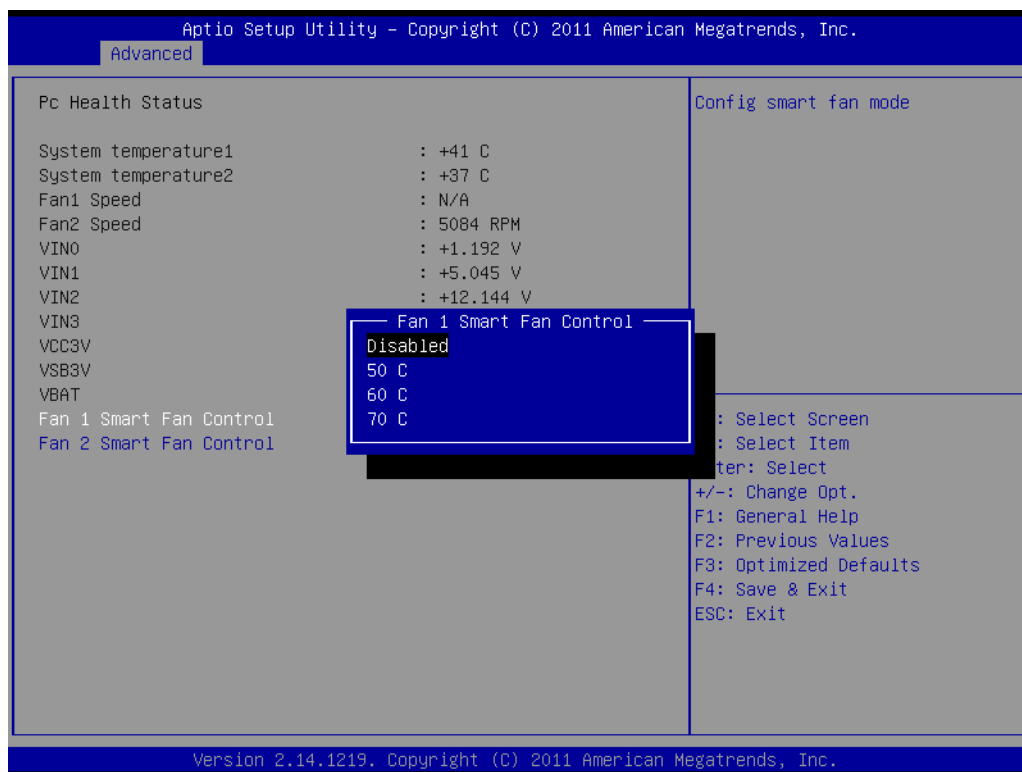 Aptio Setup Utility – Copyright (C) 2011 American Megatrends, Inc.
Advanced
Pc Health Status
System temperature1 : +41 C
System temperature2 : +37 C
Fan1 Speed : N/A
Fan2 Speed : 5084 RPM
VIN0 : +1.192 V
VIN1 : +5.045 V
VIN2 : +12.144 V
VIN3
VCC3V
VSB3V
VBAT
Fan 1 Smart Fan Control
Fan 2 Smart Fan Control
Fan 1 Smart Fan Control
Disabled
50 C
60 C
70 C
Config smart fan mode
: Select Screen
: Select Item
ter: Select
+/-: Change Opt.
F1: General Help
F2: Previous Values
F3: Optimized Defaults
F4: Save & Exit
ESC: Exit
Version 2.14.1219. Copyright (C) 2011 American Megatrends, Inc.